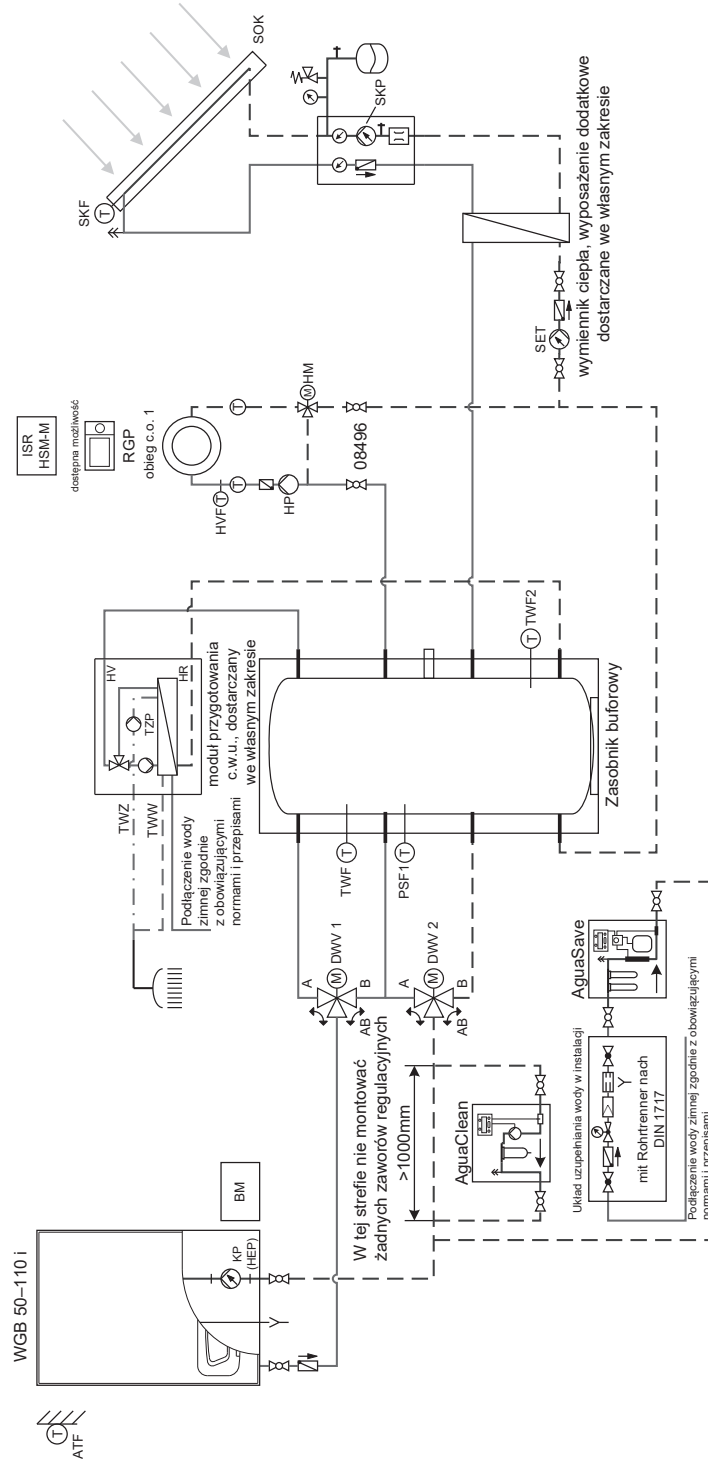 WGB 50–110 i
ATF
T
KP
(HEP)
BM
W tej strefie nie montować
żadnych zaworów regulacyjnych
>1000mm
AguaClean
Układ uzupełniania wody w instalacji
mit Rohrtrenner nach
DIN 1717
Podłączenie wody zimnej zgodnie z obowiązującymi
normami i przepisami
AguaSave
A
M
DWV 1
B
AB
A
M
DWV 2
B
AB
TWZ
TWW
Podłączenie wody
zimnej zgodnie
z obowiązującymi
normami i przepisami
HV
TZP
HR
moduł przygotowania
c.w.u., dostarczany
we własnym zakresie
TWF
T
PSF1
T
T
TWF2
Zasobnik buforowy
ISR
HSM-M
dostępna możliwość
RGP
obieg c.o. 1
HVF
T
T
T
HP
M
HM
08496
SKF
T
SOK
SKP
SET
wymiennik ciepła, wyposażenie dodatkowe
dostarczane we własnym zakresie